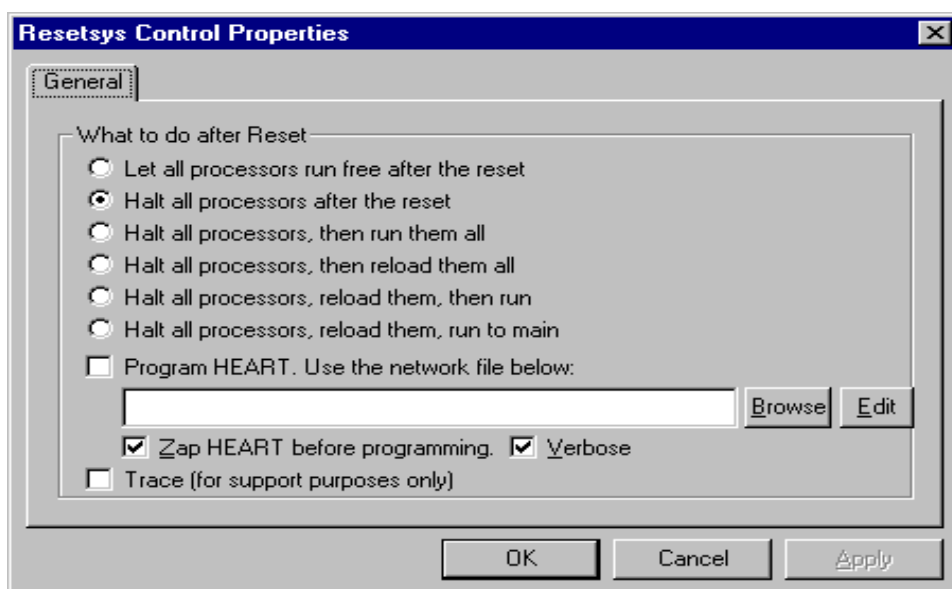 Resetsys Control Properties
General
What to do after Reset
Let all processors run free after the reset
Halt all processors after the reset
Halt all processors, then run them all
Halt all processors, then reload them all
Halt all processors, reload them, then run
Halt all processors, reload them, run to main
Program HEART. Use the network file below:
Browse Edit
Zap HEART before programming. Verbose
Trace (for support purposes only)
OK Cancel Apply